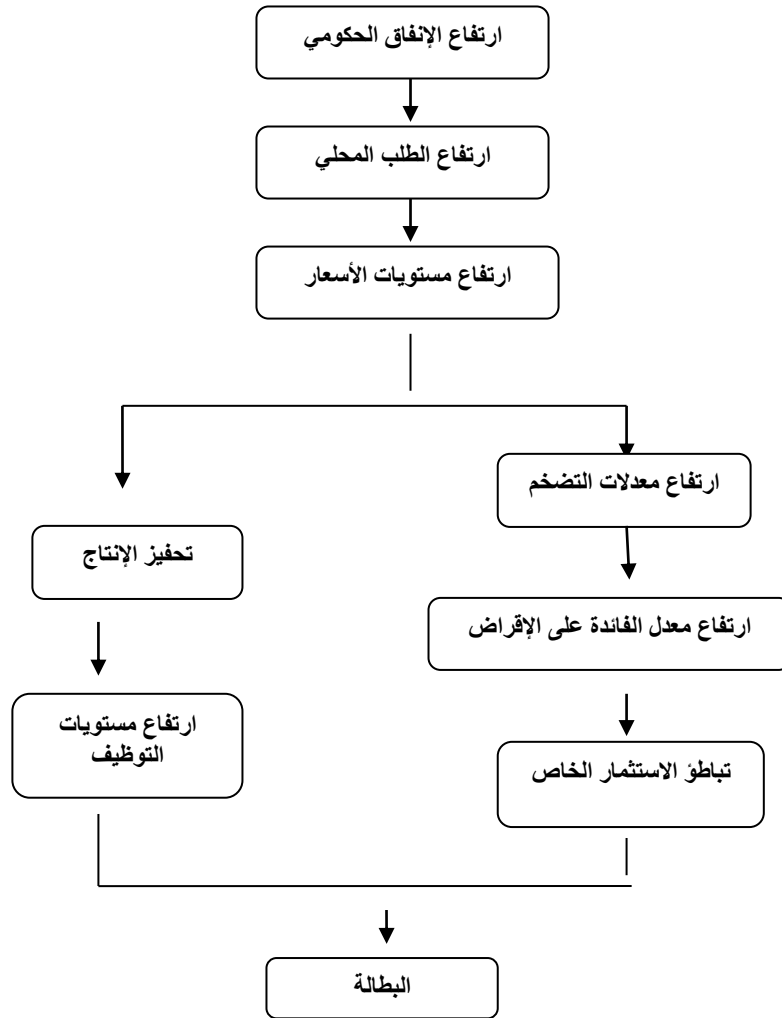 ارتفاع الإنفاق الحكومي
ارتفاع الطلب المحلي
ارتفاع مستويات الأسعار
ارتفاع معدلات التضخم
تحفيز الإنتاج
ارتفاع معدل الفائدة على الإقراض
ارتفاع مستويات
التوظيف
تباطؤ الاستثمار الخاص
البطالة